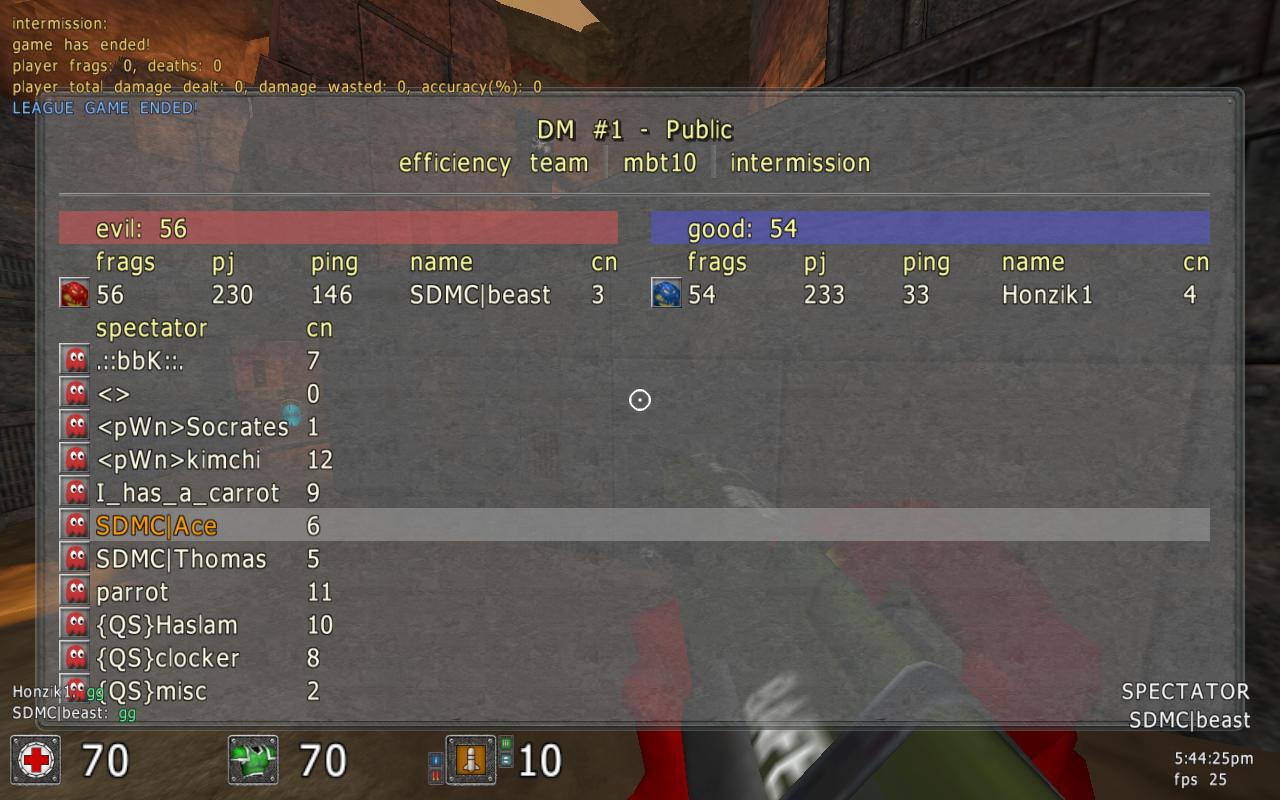 intermission:
game has ended!
player frags: 0, deaths: 0
player total damage dealt: 0, damage wasted: 0, accuracy(%): 0
LEAGUE GAME ENDED!
DM #1 - Public
efficiency team | mbt10 | intermission
evil: 56 good: 54
frags pj ping name cn frags pj ping name cn
56 230 146 SDMC|beast 3 54 233 33 Honzik1 4
spectator cn
.::bbK::. 7
<> 0
<pWn>Socrates 1
<pWn>kimchi 12
I_has_a_carrot 9
SDMC|Ace 6
SDMC|Thomas 5
parrot 11
{QS}Haslam 10
{QS}clocker 8
{QS}misc 2
Honzik1: gg
SDMC|beast: gg
SPECTATOR
SDMC|beast
70 70 10
5:44:25pm
fps 25